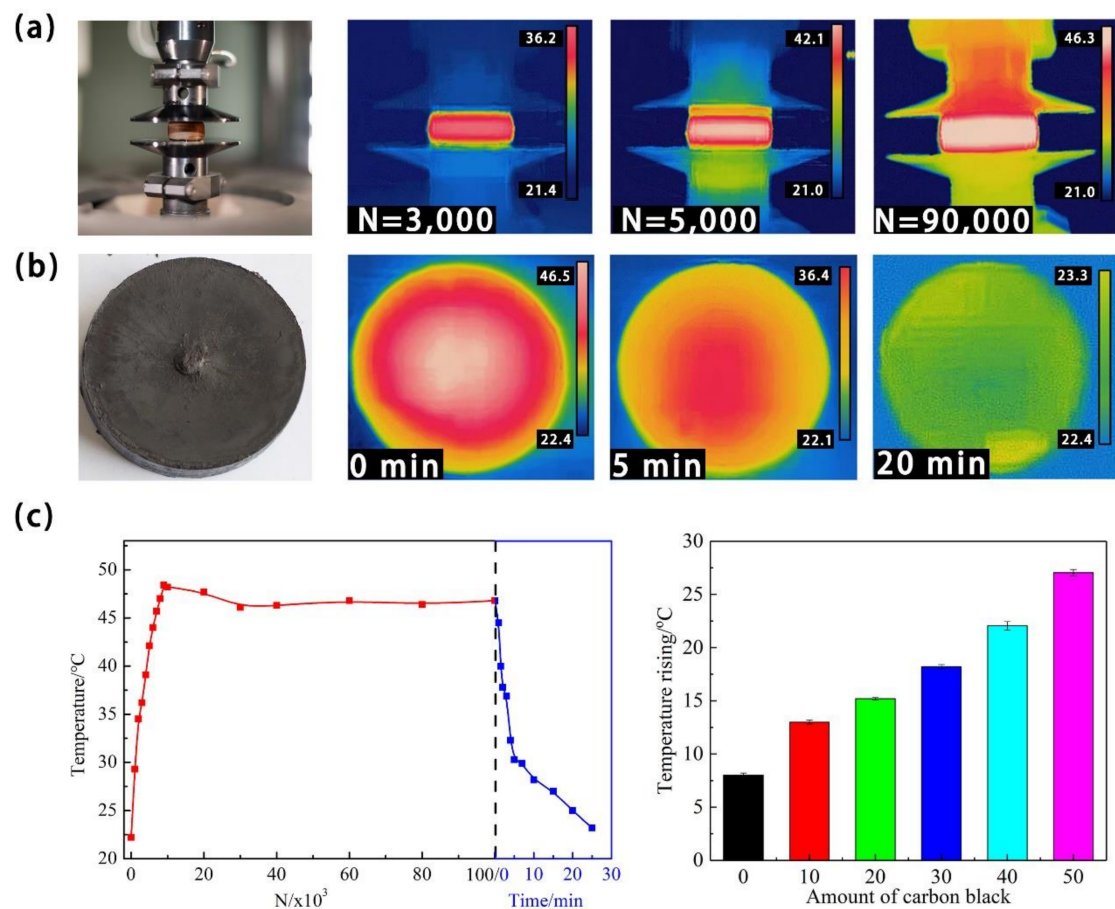 (a)
36.2
21.4
N=3,000
42.1
21.0
N=5,000
46.3
21.0
N=90,000
(b)
46.5
22.4
0 min
36.4
22.1
5 min
23.3
22.4
20 min
(c)
Temperature/°C
50
45
40
35
30
25
20
0 20 40 60 80 100/0 10 20 30
N/x10³ Time/min
Temperature rising/°C
30
25
20
15
10
5
0
0 10 20 30 40 50
Amount of carbon black